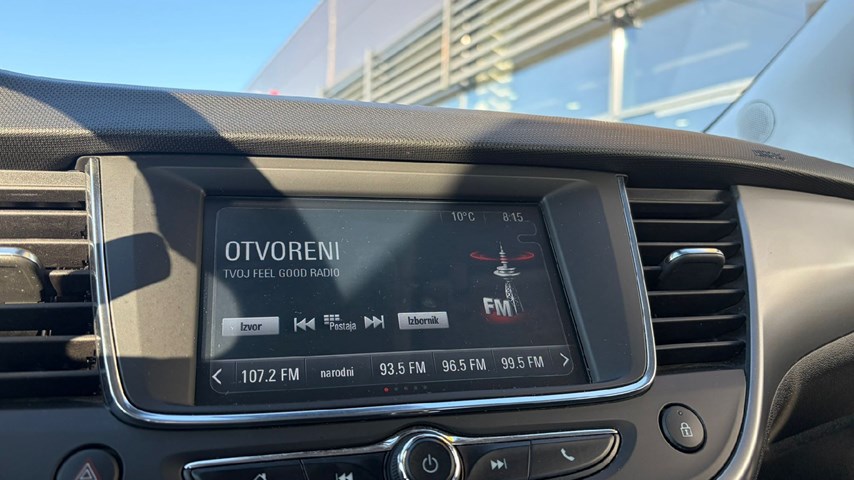 10°C 8:15
OTVORENI
TVOJ FEEL GOOD RADIO
FM
Izvor Postaja Izbornik
107.2 FM narodni 93.5 FM 96.5 FM 99.5 FM